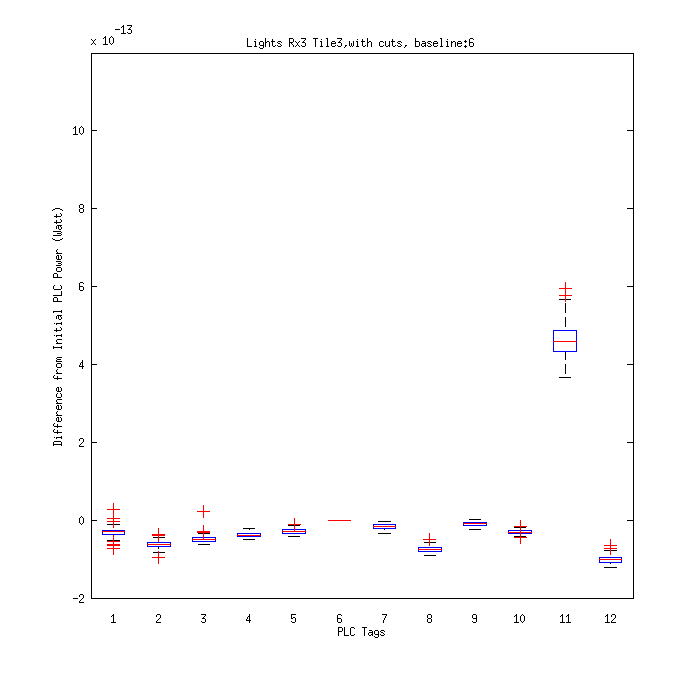 x 10^-13
Lights Rx3 Tile3,with cuts, baseline:6
Difference from Initial PLC Power (Watt)
10
8
6
4
2
0
-2
1 2 3 4 5 6 7 8 9 10 11 12
PLC Tags